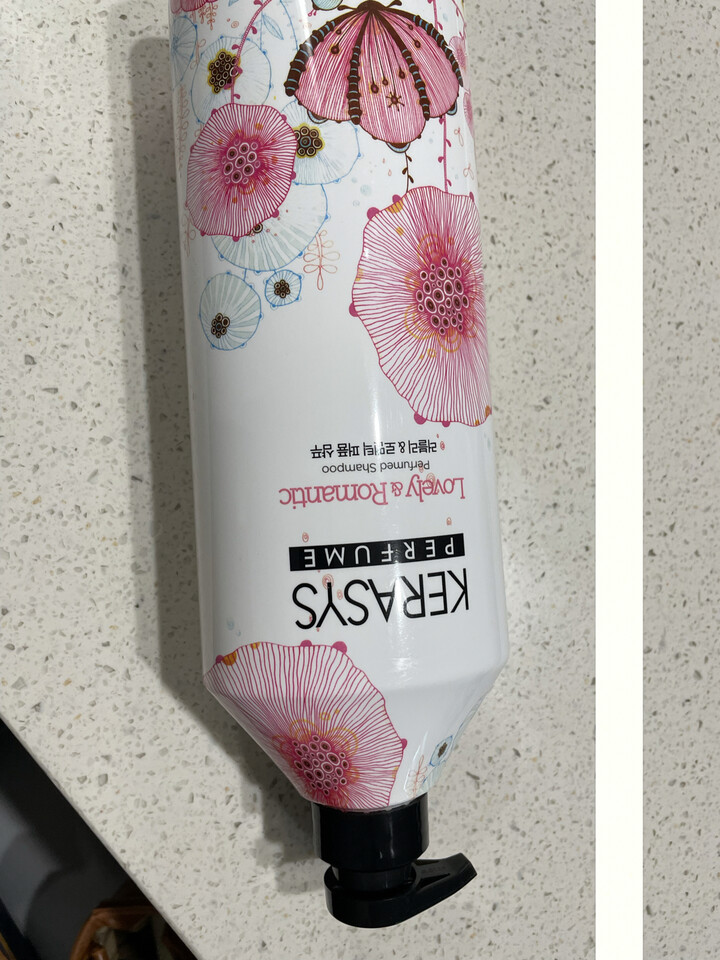 KERASYS
PERFUME
Lovely & Romantic
Perfumed Shampoo
러블리 & 로맨틱 퍼퓸 샴푸